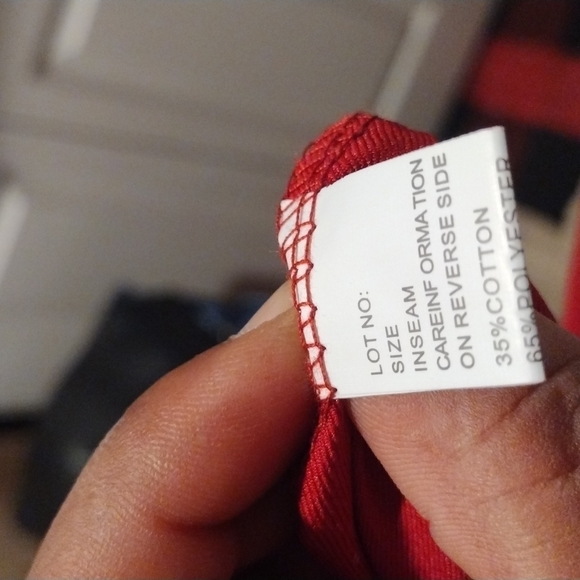 LOT NO:
SIZE
INSEAM
CAREINF ORMATION
ON REVERSE SIDE
35%COTTON
65%POLYESTER